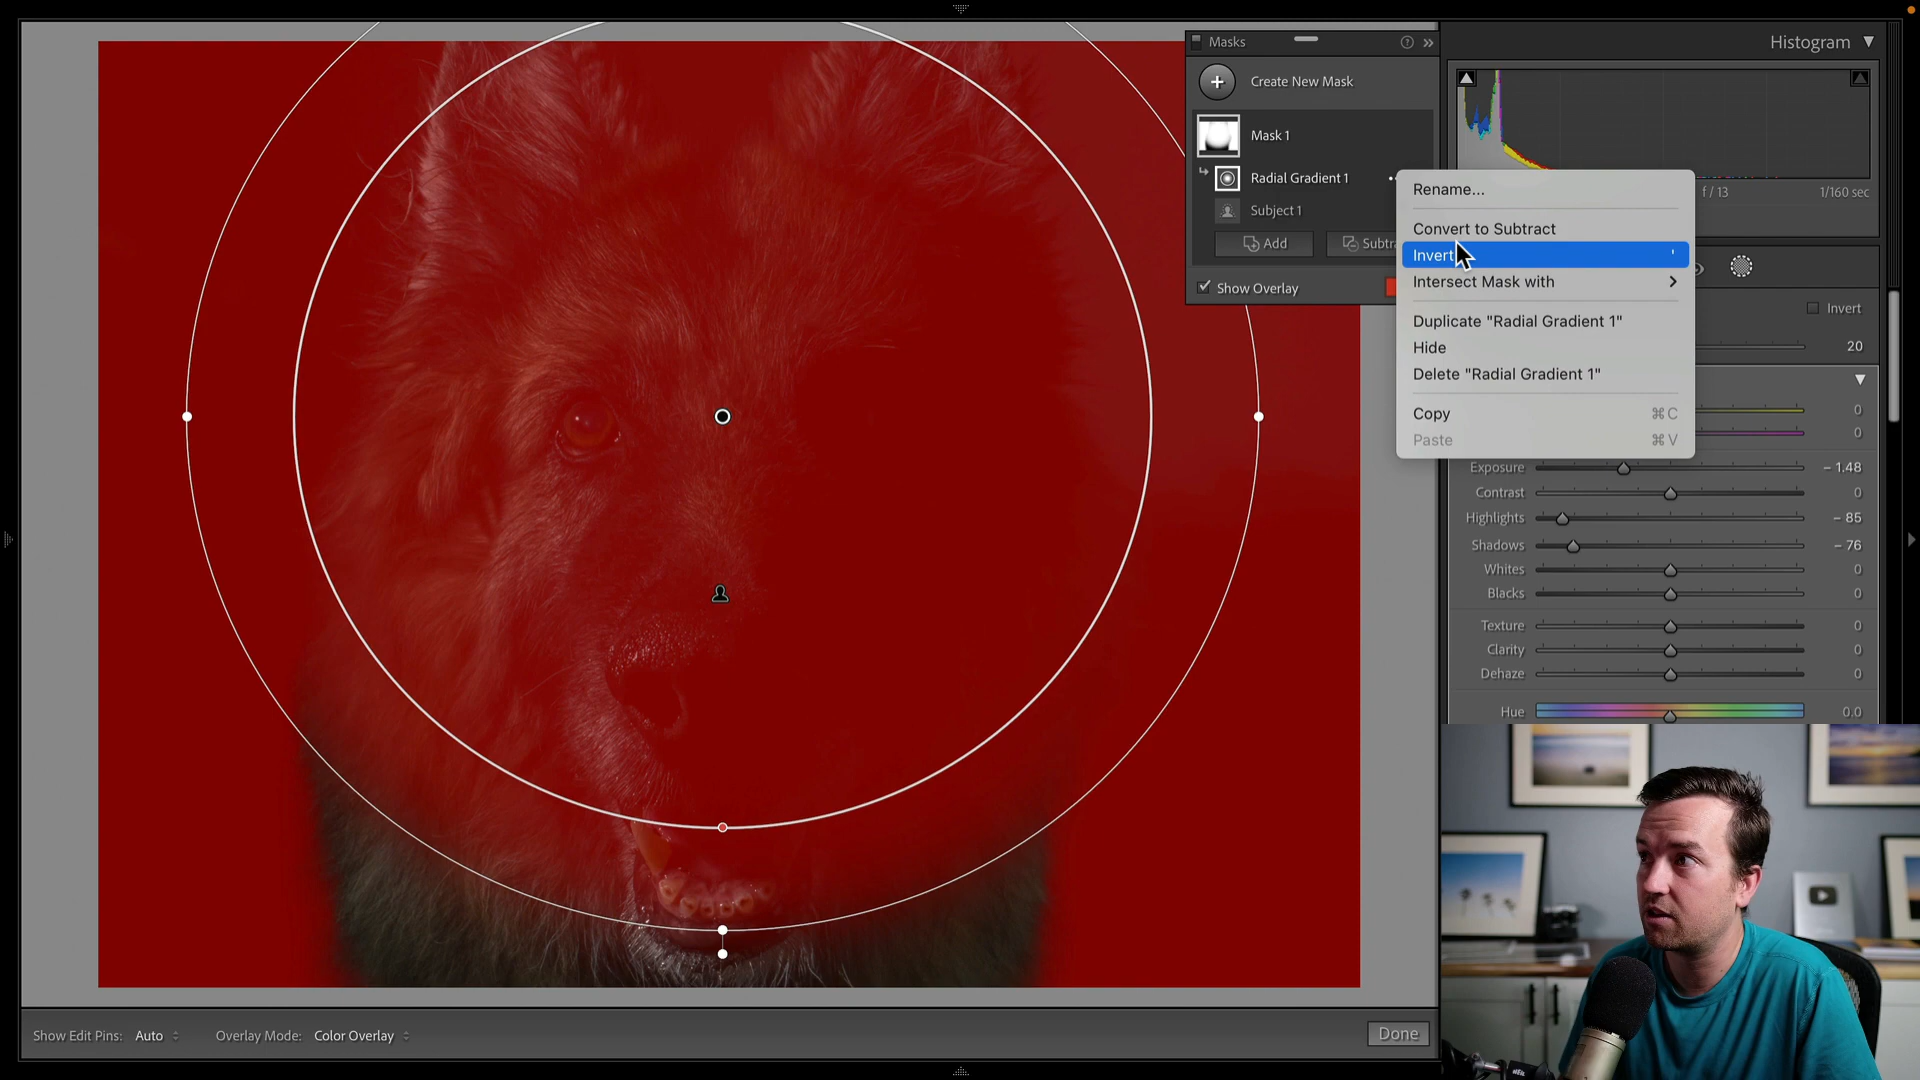 Masks
Create New Mask
Mask 1
Radial Gradient 1
Subject 1
Add
Subtra
Show Overlay
Rename...
Convert to Subtract
Invert '
Intersect Mask with
Duplicate "Radial Gradient 1"
Hide
Delete "Radial Gradient 1"
Copy ⌘C
Paste ⌘V
Histogram
f / 13 1/160 sec
Invert
20
0
0
Exposure – 1.48
Contrast 0
Highlights – 85
Shadows – 76
Whites 0
Blacks 0
Texture 0
Clarity 0
Dehaze 0
Hue 0.0
Show Edit Pins: Auto Overlay Mode: Color Overlay
Done